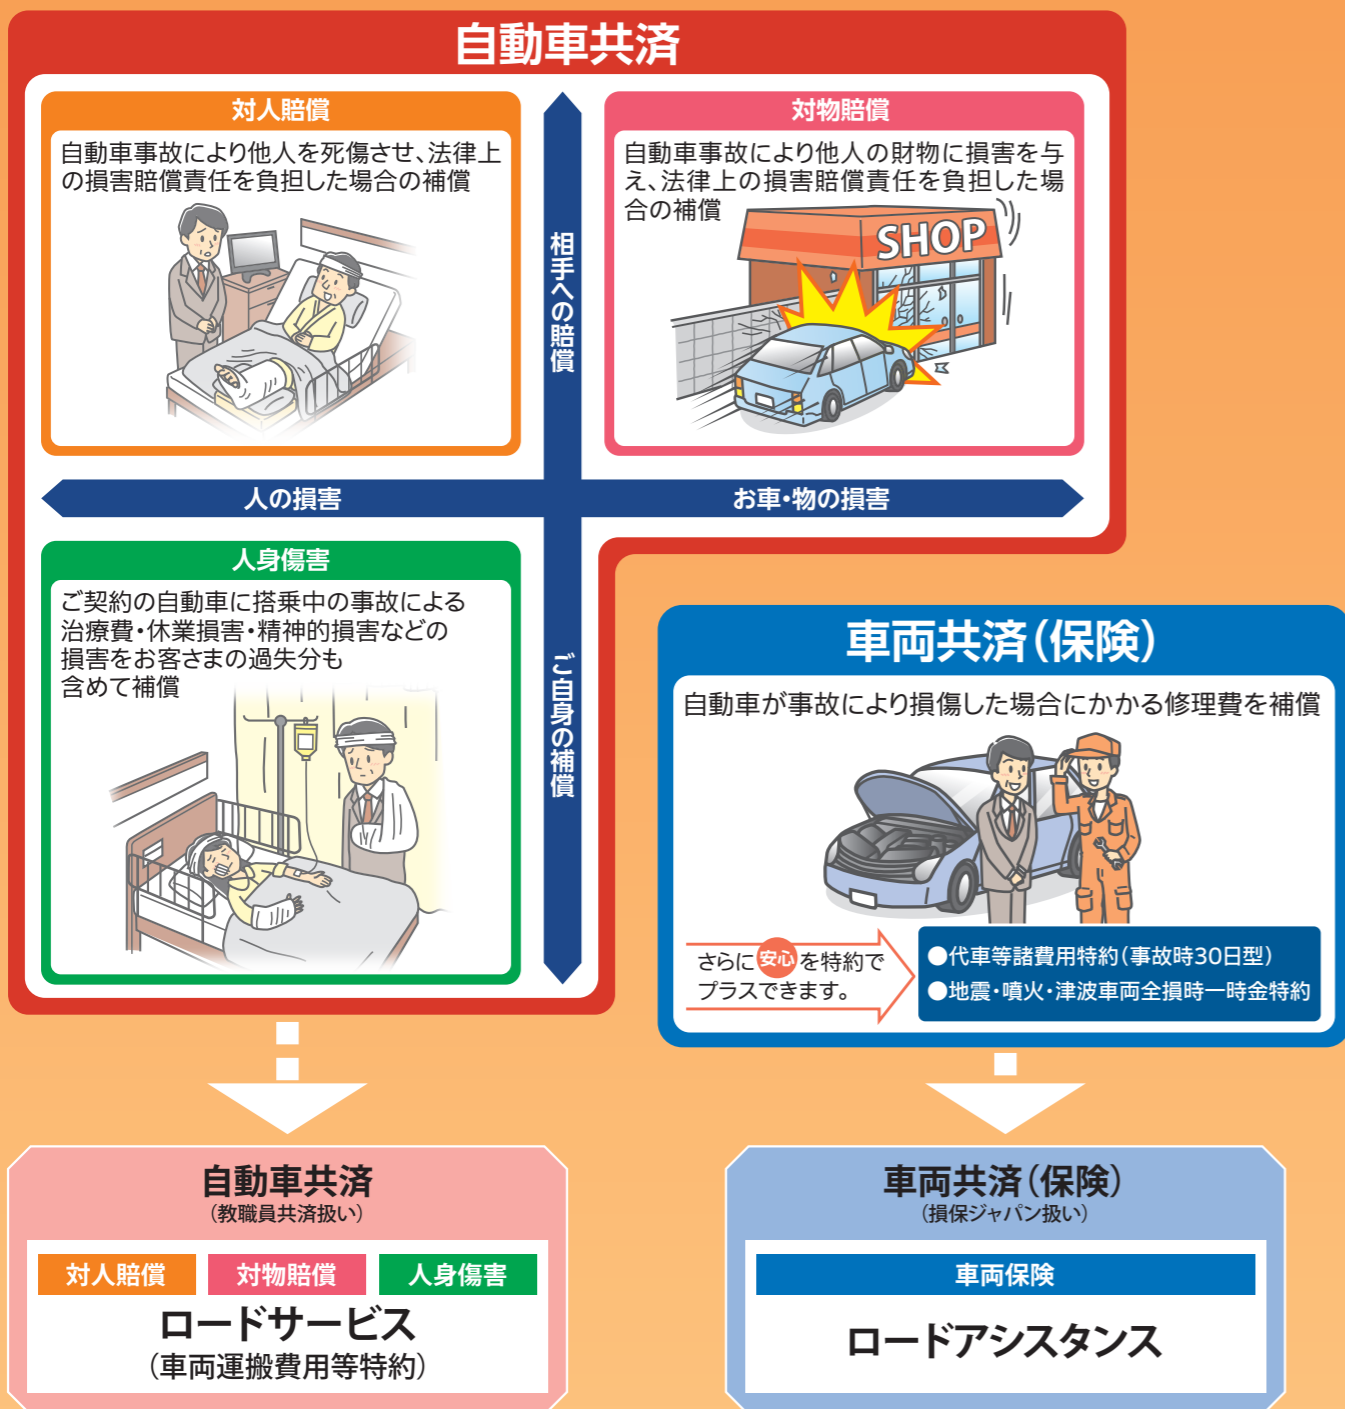 自動車共済
対人賠償
自動車事故により他人を死傷させ、法律上
の損害賠償責任を負担した場合の補償
対物賠償
自動車事故により他人の財物に損害を与
え、法律上の損害賠償責任を負担した場
合の補償
SHOP
相手への賠償
人の損害
お車・物の損害
人身傷害
ご契約の自動車に搭乗中の事故による
治療費・休業損害・精神的損害などの
損害をお客さまの過失分も
含めて補償
ご自身の補償
車両共済(保険)
自動車が事故により損傷した場合にかかる修理費を補償
さらに安心を特約で
プラスできます。
●代車等諸費用特約(事故時30日型)
●地震・噴火・津波車両全損時一時金特約
自動車共済
(教職員共済扱い)
対人賠償 対物賠償 人身傷害
ロードサービス
(車両運搬費用等特約)
車両共済(保険)
(損保ジャパン扱い)
車両保険
ロードアシスタンス